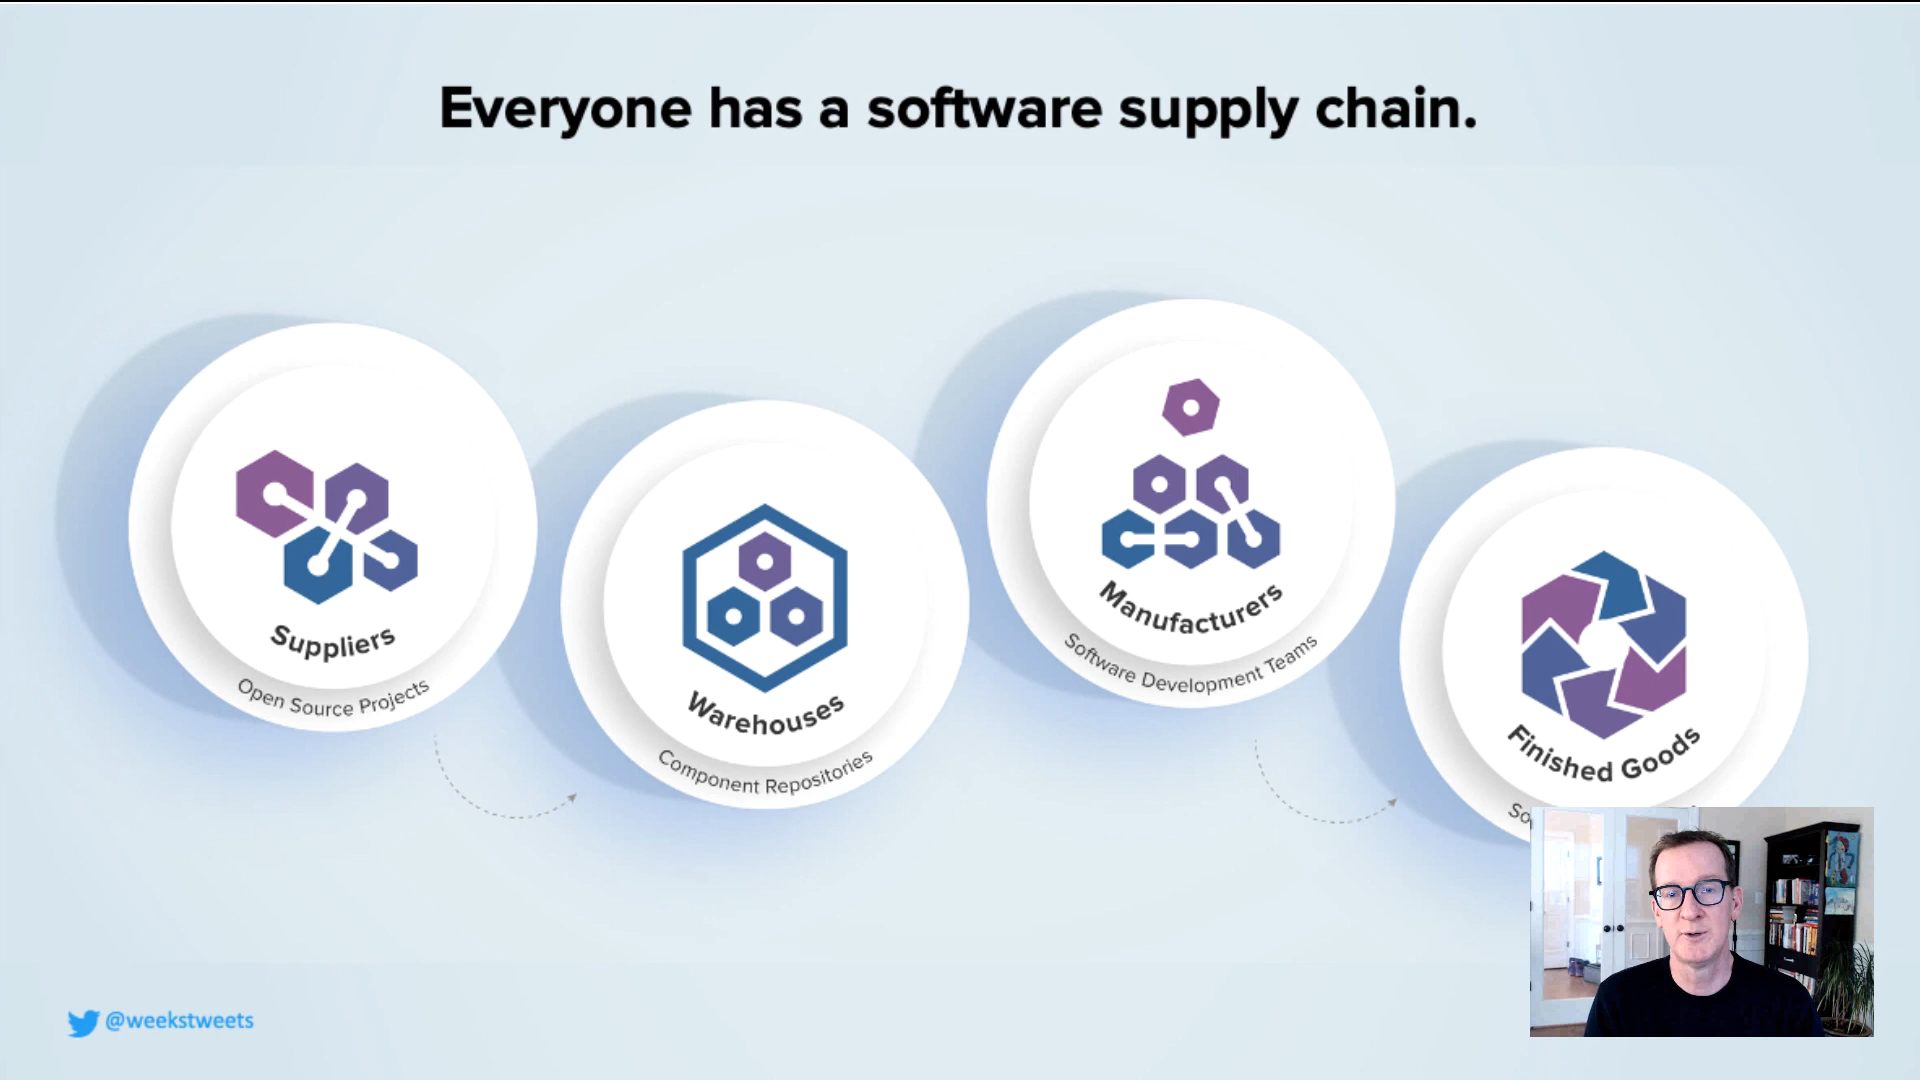 Everyone has a software supply chain.
Suppliers
Open Source Projects
Warehouses
Component Repositories
Manufacturers
Software Development Teams
Finished Goods
@weekstweets